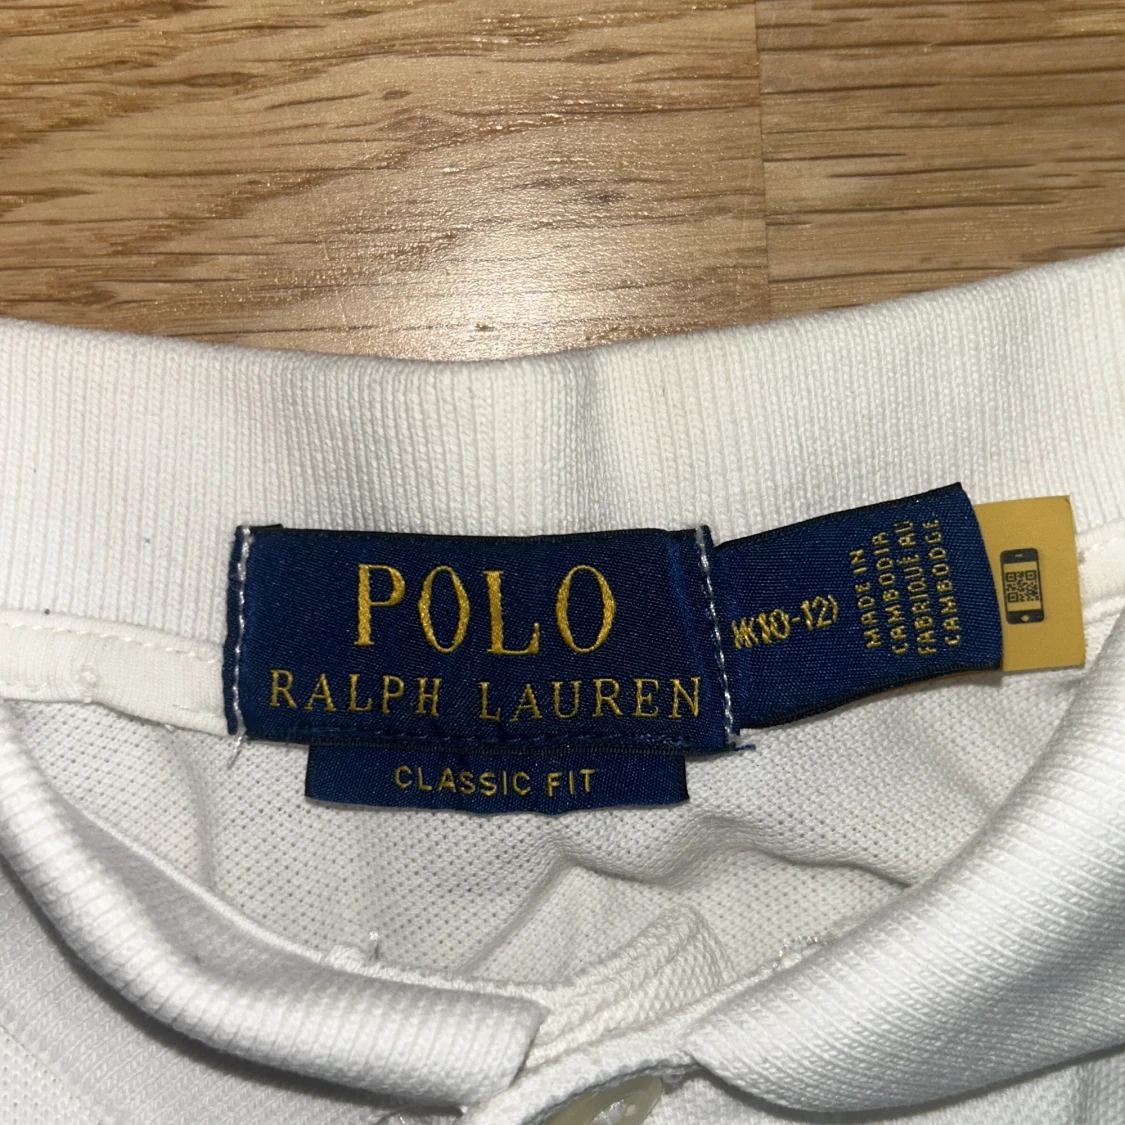 POLO
RALPH LAUREN
CLASSIC FIT
M(10-12)
MADE IN
CAMBODIA
FABRIQUÉ AU
CAMBODGE